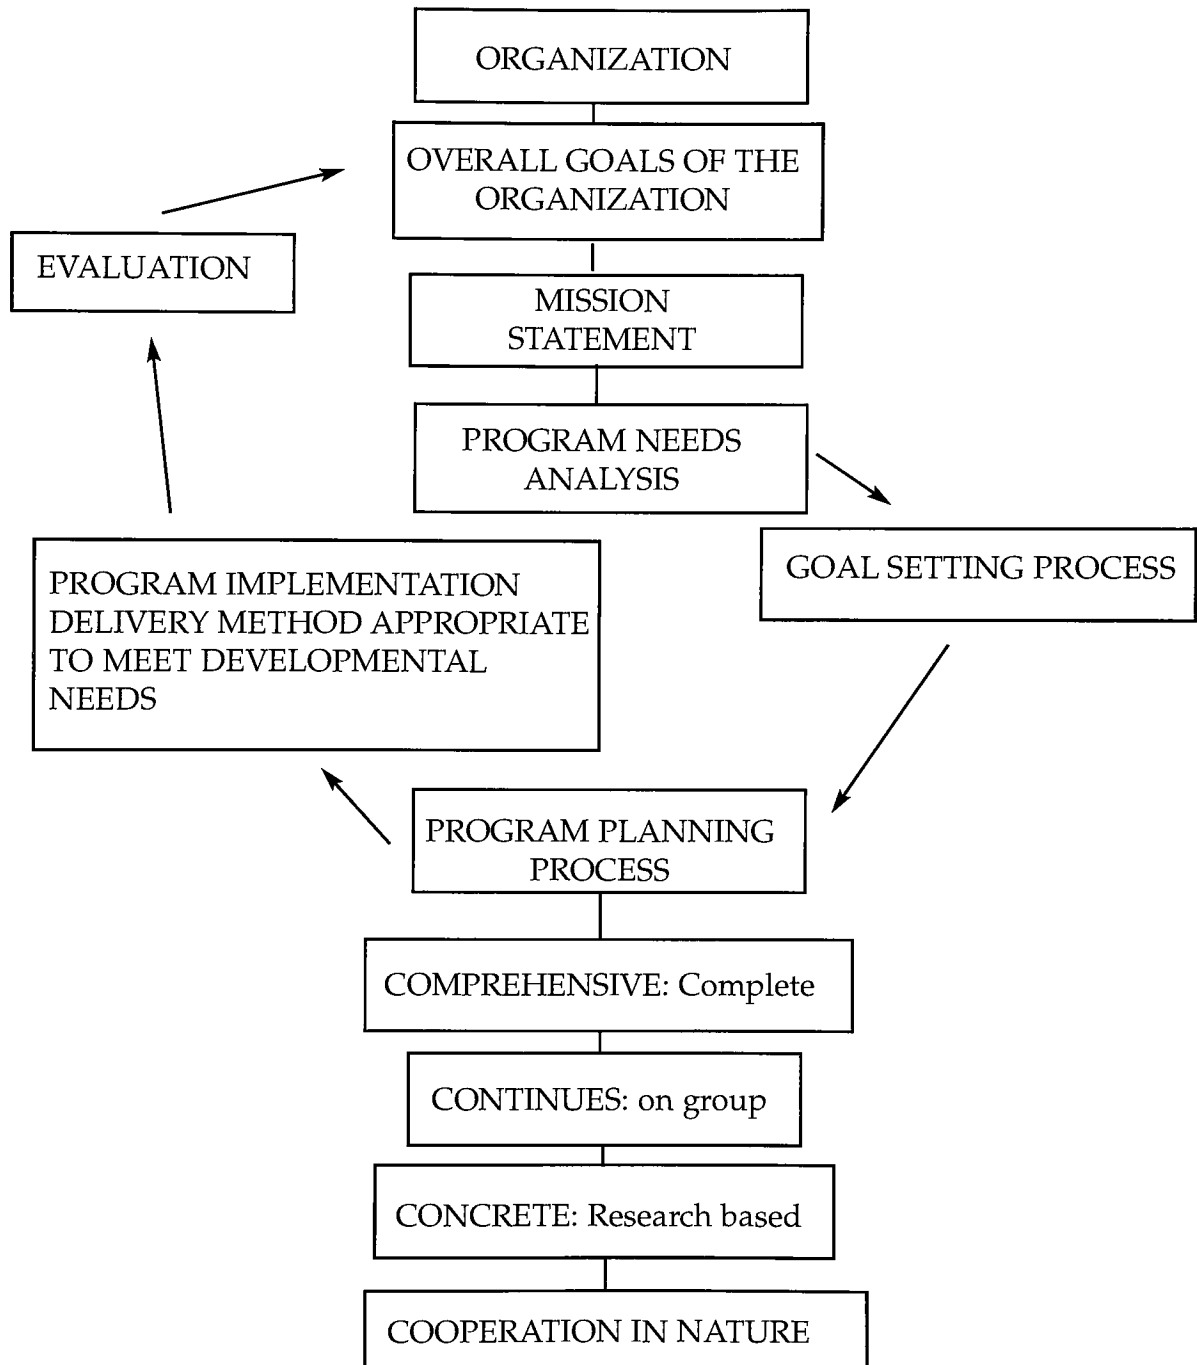 ORGANIZATION
OVERALL GOALS OF THE
ORGANIZATION
EVALUATION
MISSION
STATEMENT
PROGRAM NEEDS
ANALYSIS
GOAL SETTING PROCESS
PROGRAM IMPLEMENTATION
DELIVERY METHOD APPROPRIATE
TO MEET DEVELOPMENTAL
NEEDS
PROGRAM PLANNING
PROCESS
COMPREHENSIVE: Complete
CONTINUES: on group
CONCRETE: Research based
COOPERATION IN NATURE